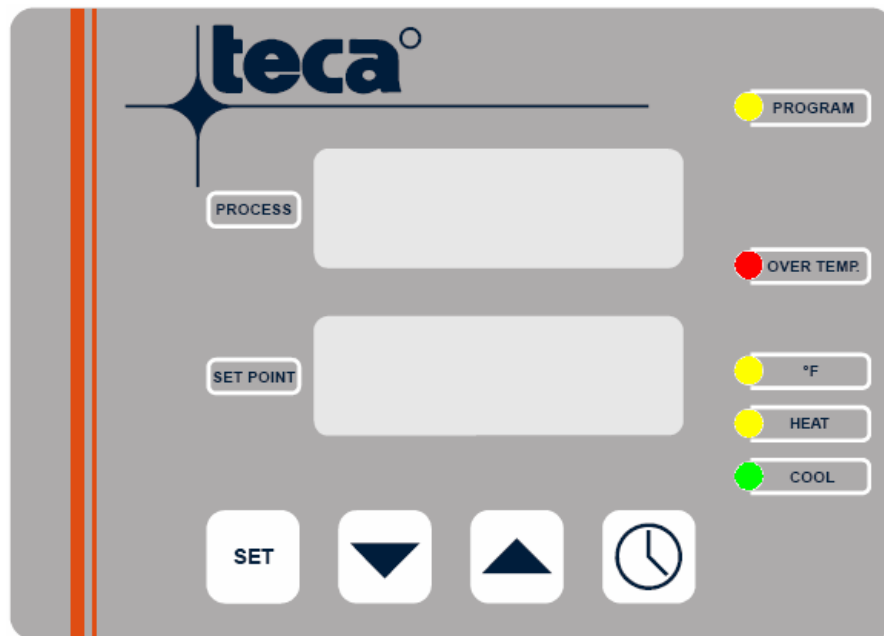 teca°
PROGRAM
PROCESS
OVER TEMP.
SET POINT
°F
HEAT
COOL
SET